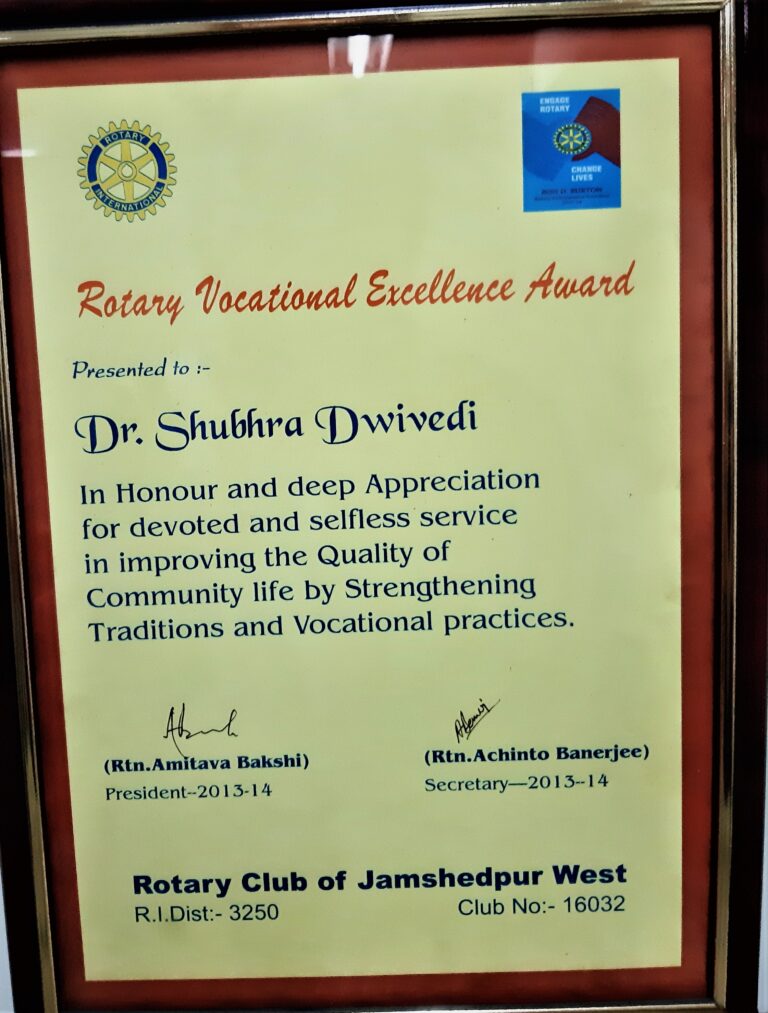 ROTARY
INTERNATIONAL
ENGAGE
ROTARY
CHANGE
LIVES
RON D. BURTON
Rotary Vocational Excellence Award
Presented to :-
Dr. Shubhra Dwivedi
In Honour and deep Appreciation
for devoted and selfless service
in improving the Quality of
Community life by Strengthening
Traditions and Vocational practices.
(Rtn.Amitava Bakshi)
President--2013-14
(Rtn.Achinto Banerjee)
Secretary—2013--14
Rotary Club of Jamshedpur West
R.I.Dist:- 3250
Club No:- 16032